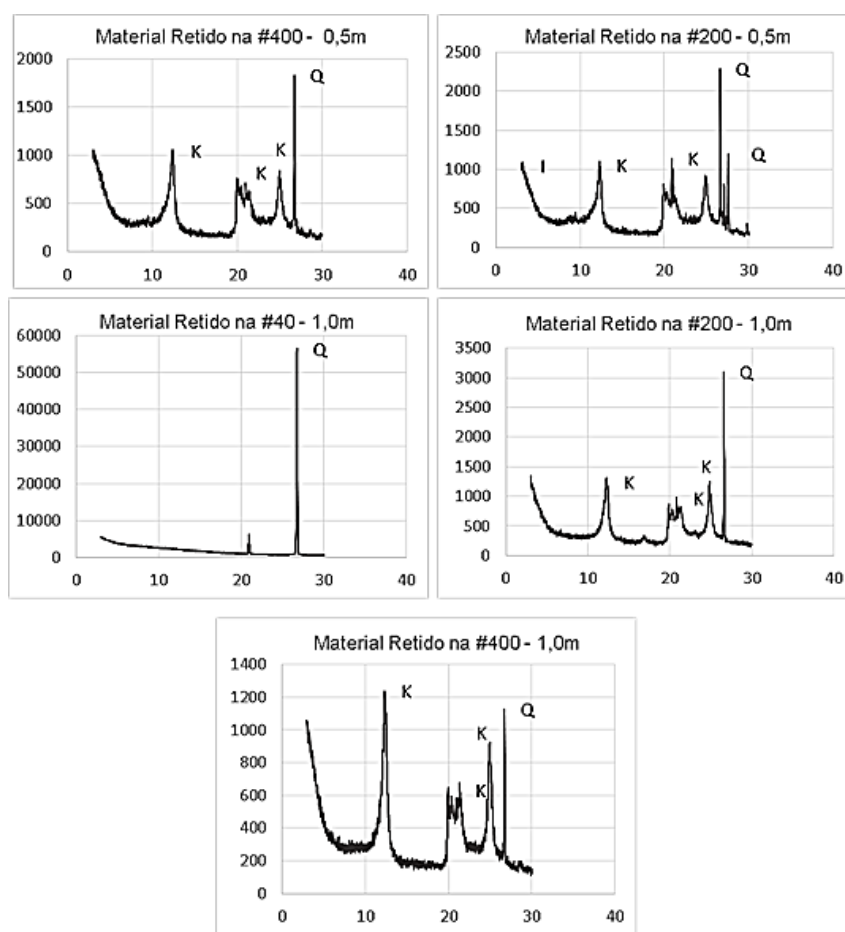 Material Retido na #400 - 0,5m
2000
1500
1000
500
0
0 10 20 30 40
K
K
K
Q
Material Retido na #200 - 0,5m
2500
2000
1500
1000
500
0
0 10 20 30 40
I
K
K
Q
Q
Material Retido na #40 - 1,0m
60000
50000
40000
30000
20000
10000
0
0 10 20 30 40
Q
Material Retido na #200 - 1,0m
3500
3000
2500
2000
1500
1000
500
0
0 10 20 30 40
K
K
K
Q
Material Retido na #400 - 1,0m
1400
1200
1000
800
600
400
200
0
0 10 20 30 40
K
K
K
Q